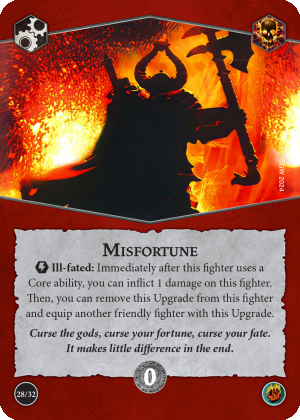 ©GW 2024
MISFORTUNE
Ill-fated: Immediately after this fighter uses a
Core ability, you can inflict 1 damage on this fighter.
Then, you can remove this Upgrade from this fighter
and equip another friendly fighter with this Upgrade.
Curse the gods, curse your fortune, curse your fate.
It makes little difference in the end.
28/32
0